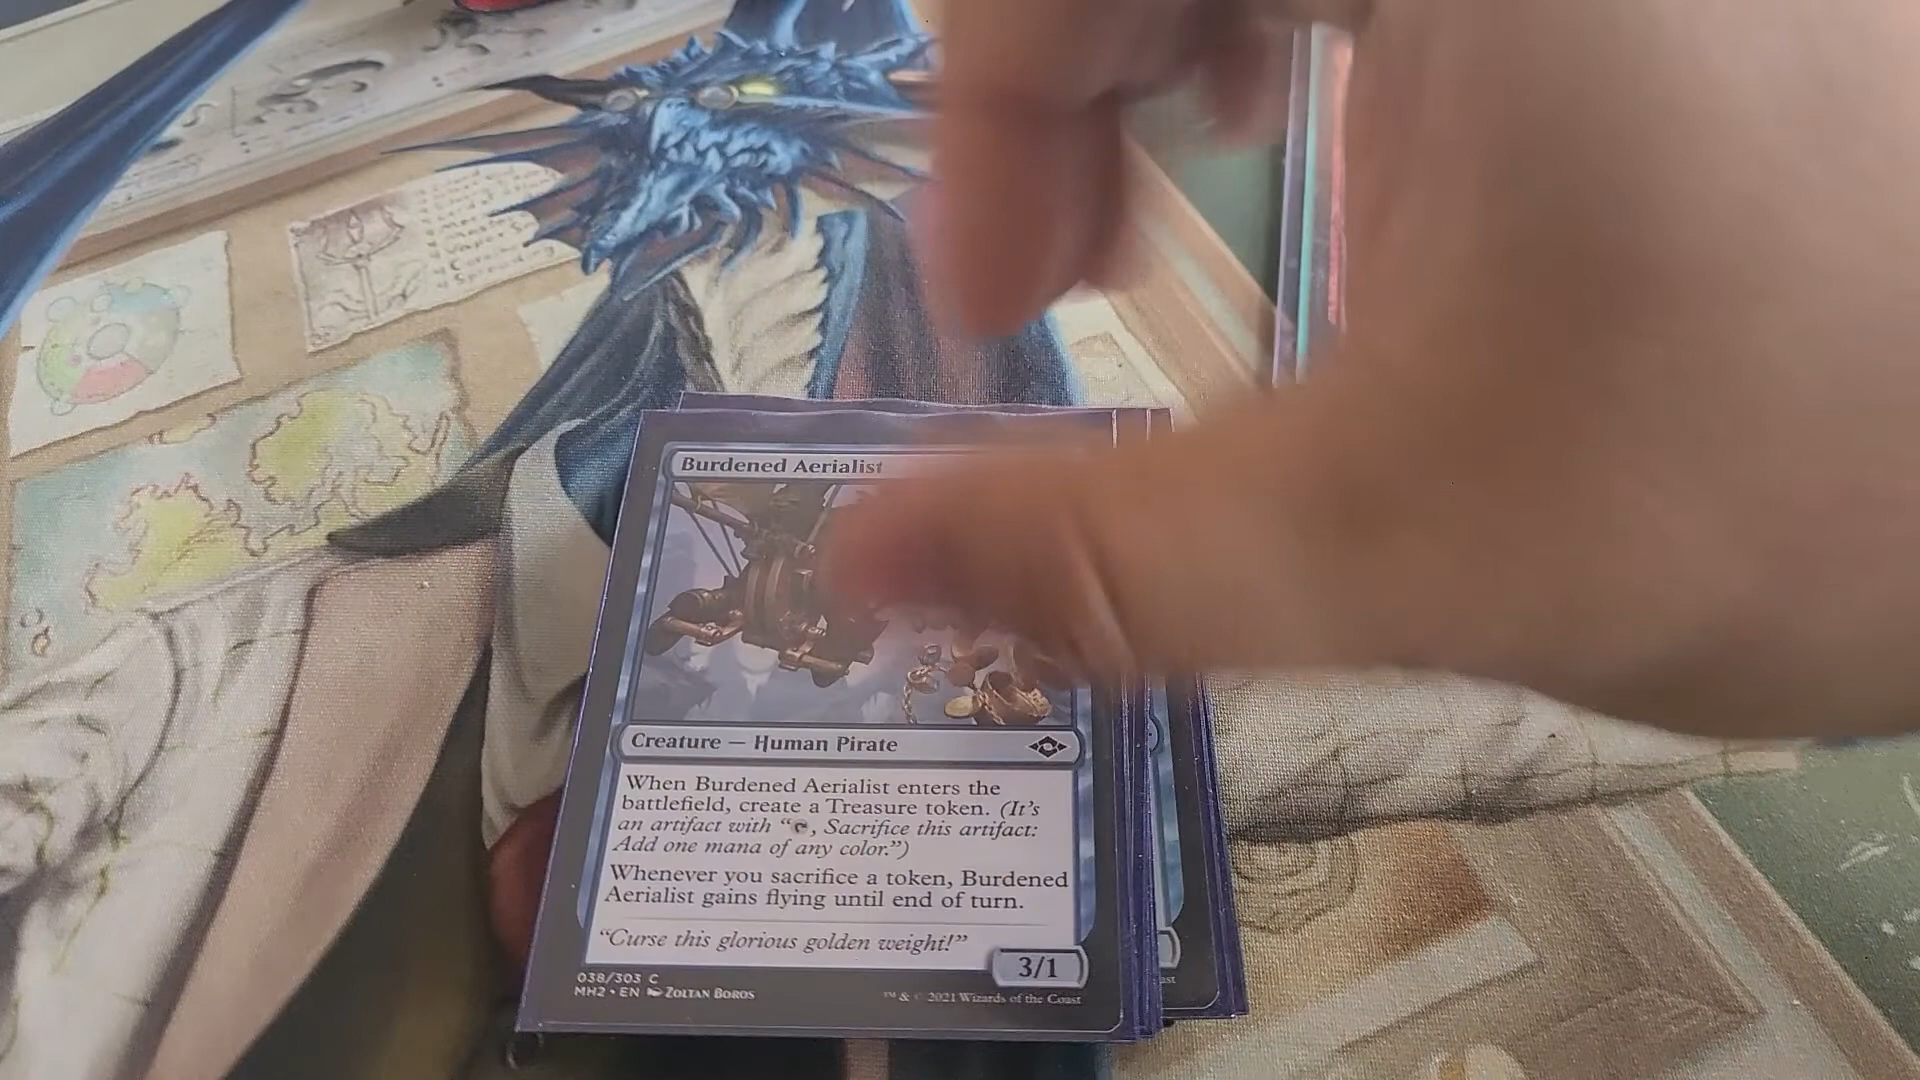 Burdened Aerialist
Creature — Human Pirate
When Burdened Aerialist enters the
battlefield, create a Treasure token. (It's
an artifact with “, Sacrifice this artifact:
Add one mana of any color.”)
Whenever you sacrifice a token, Burdened
Aerialist gains flying until end of turn.
“Curse this glorious golden weight!”
3/1
038/303 C
MH2 • EN Zoltan Boros
™ & © 2021 Wizards of the Coast